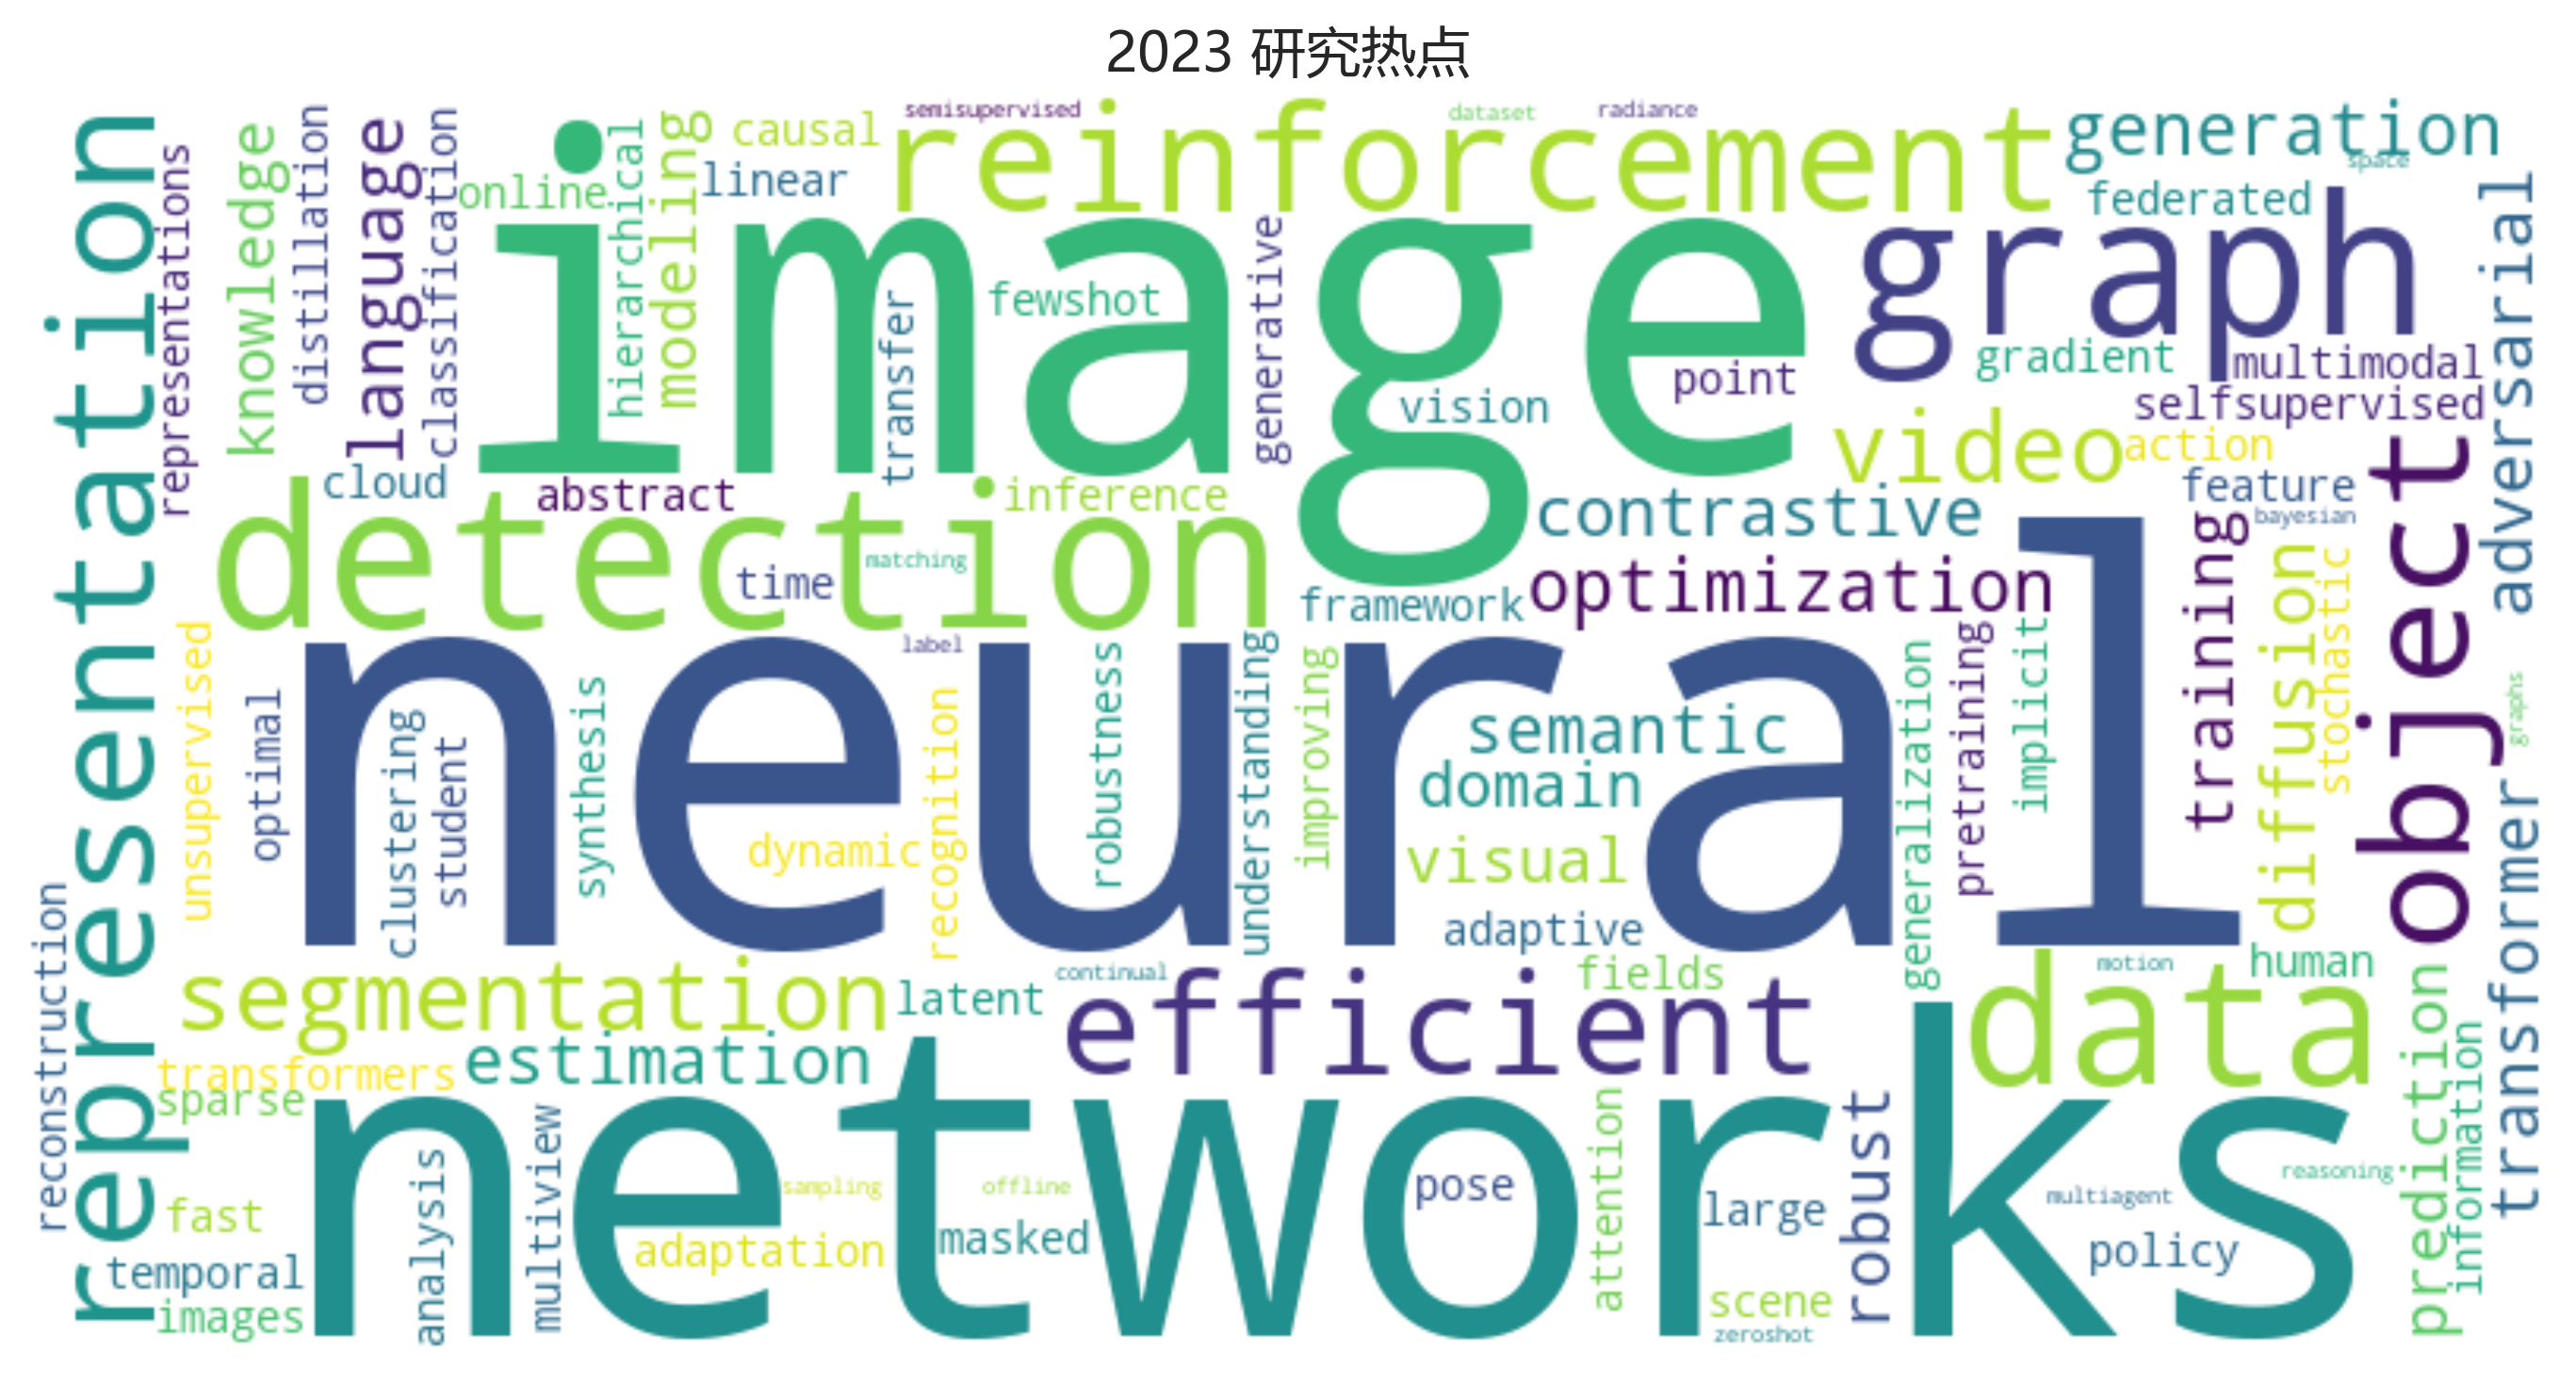 2023 研究热点
representation
representations
knowledge
distillation
language
classification
online
hierarchical
modeling
causal
linear
semisupervised
reinforcement
dataset
radiance
generation
space
federated
adversarial
image
graph
fewshot
transfer
generative
vision
point
gradient
multimodal
selfsupervised
video
action
cloud
abstract
inference
detection
time
matching
contrastive
optimization
framework
feature
bayesian
training
diffusion
stochastic
object
graphs
neural
label
unsupervised
optimal
clustering
student
synthesis
dynamic
recognition
robustness
understanding
improving
semantic
domain
visual
adaptive
generalization
pretraining
implicit
transformer
reconstruction
segmentation
latent
continual
efficient
fields
motion
human
data
transformers
estimation
sparse
networks
fast
temporal
images
analysis
multiview
sampling
offline
adaptation
masked
pose
attention
large
scene
zeroshot
robust
multiagent
policy
reasoning
prediction
information